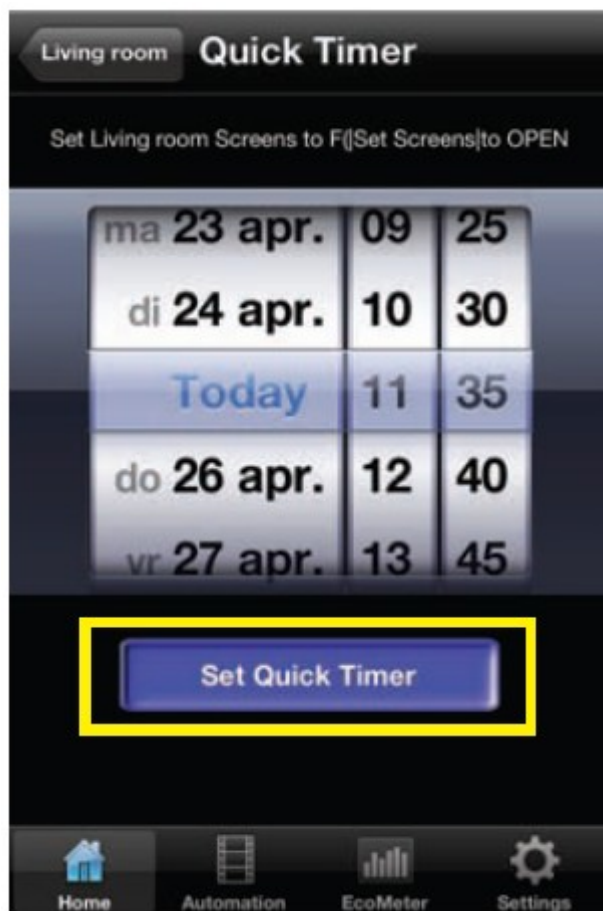 Living room Quick Timer
Set Living room Screens to F(|Set Screens|to OPEN
ma 23 apr. 09 25
di 24 apr. 10 30
Today 11 35
do 26 apr. 12 40
vr 27 apr. 13 45
Set Quick Timer
Home Automation EcoMeter Settings